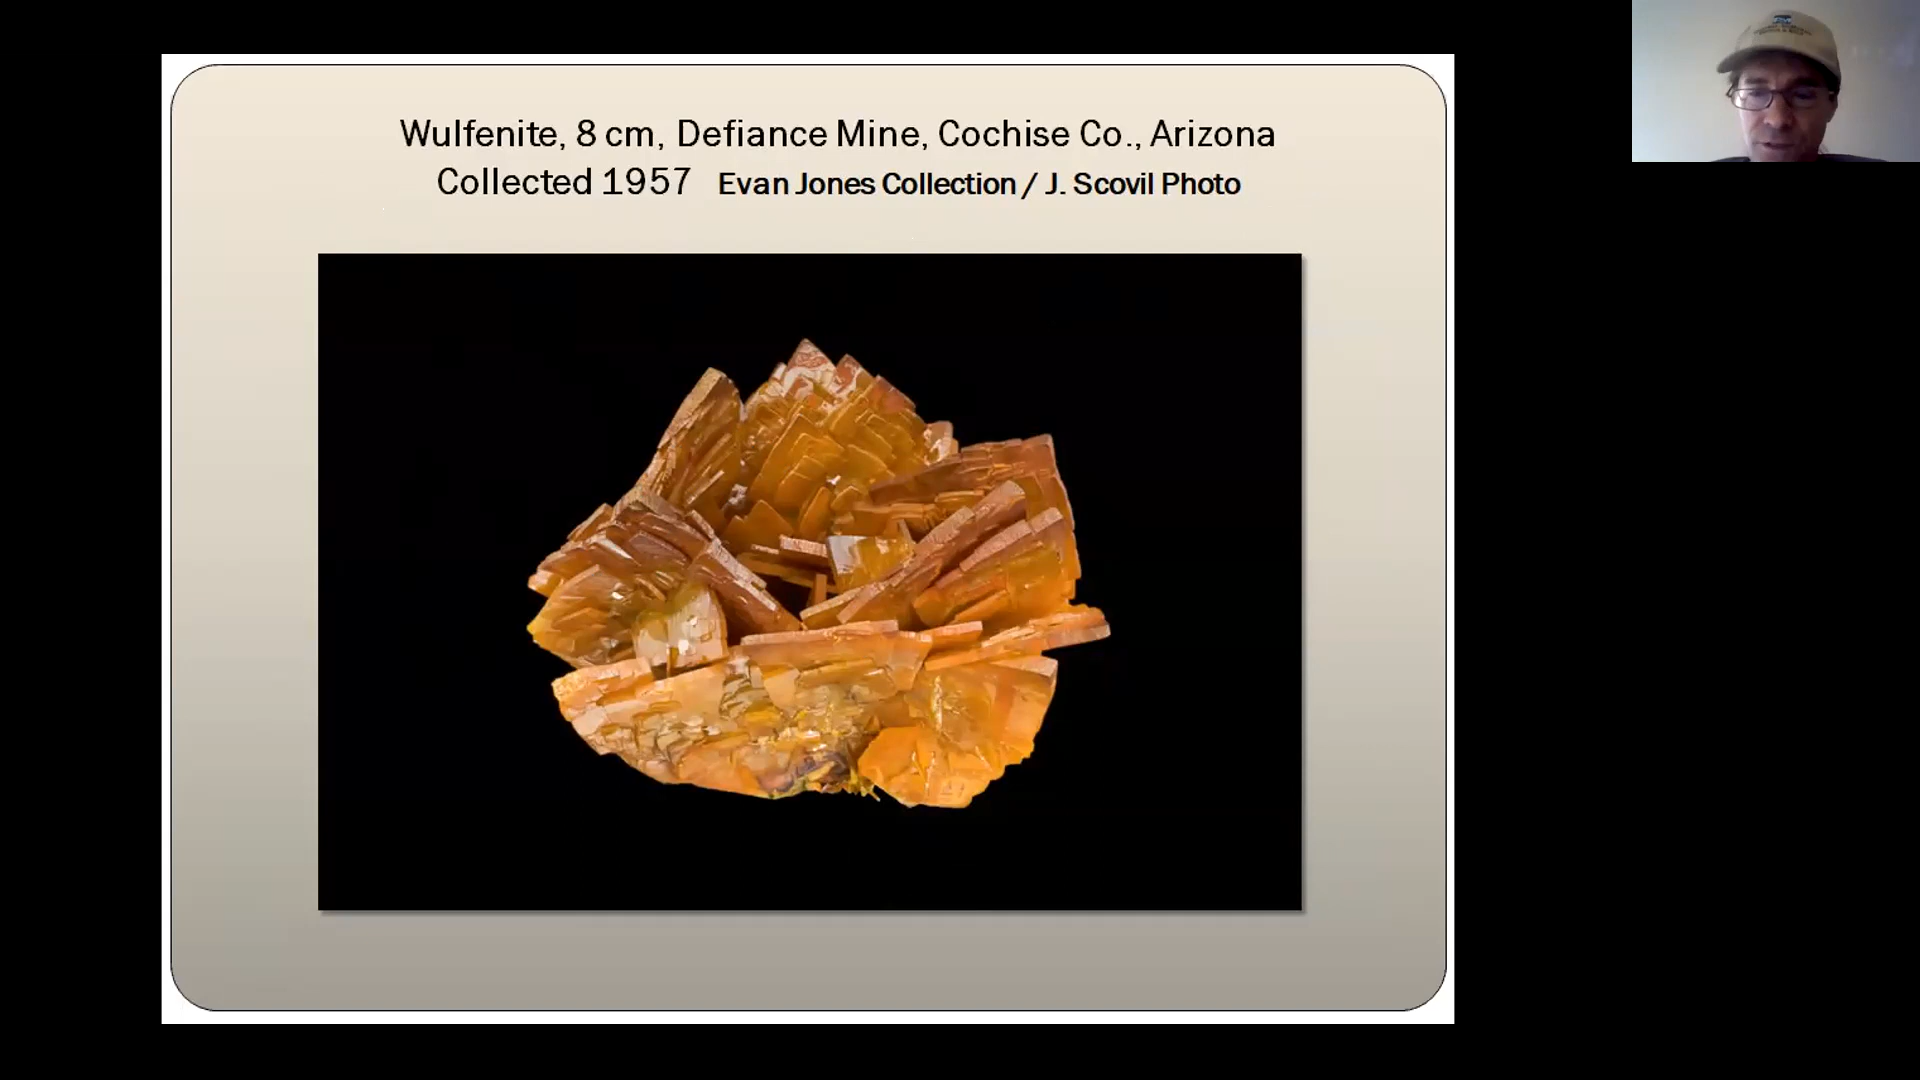 Wulfenite, 8 cm, Defiance Mine, Cochise Co., Arizona
Collected 1957 Evan Jones Collection / J. Scovil Photo